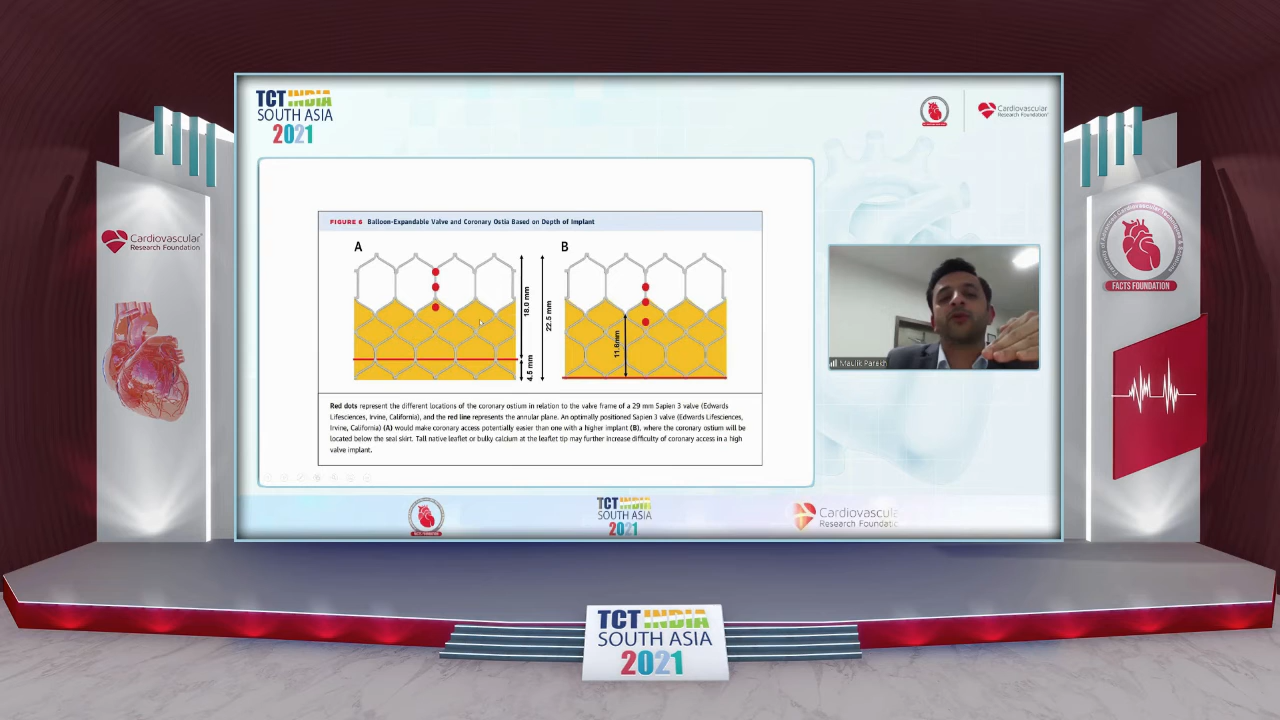 TCT INDIA
SOUTH ASIA
2021
Cardiovascular
Research Foundation
FIGURE 6 Balloon-Expandable Valve and Coronary Ostia Based on Depth of Implant
A
B
18.0 mm
22.5 mm
4.5 mm
11.6mm
Red dots represent the different locations of the coronary ostium in relation to the valve frame of a 29 mm Sapien 3 valve (Edwards
Lifesciences, Irvine, California), and the red line represents the annular plane. An optimally positioned Sapien 3 valve (Edwards Lifesciences,
Irvine, California) (A) would make coronary access potentially easier than one with a higher implant (B), where the coronary ostium will be
located below the seal skirt. Tall native leaflet or bulky calcium at the leaflet tip may further increase difficulty of coronary access in a high
valve implant.
Maulik Parekh
Cardiovascular
Research Foundation
FACTS FOUNDATION
TCT INDIA
SOUTH ASIA
2021
Cardiovascula
Research Foundatic
TCT INDIA
SOUTH ASIA
2021